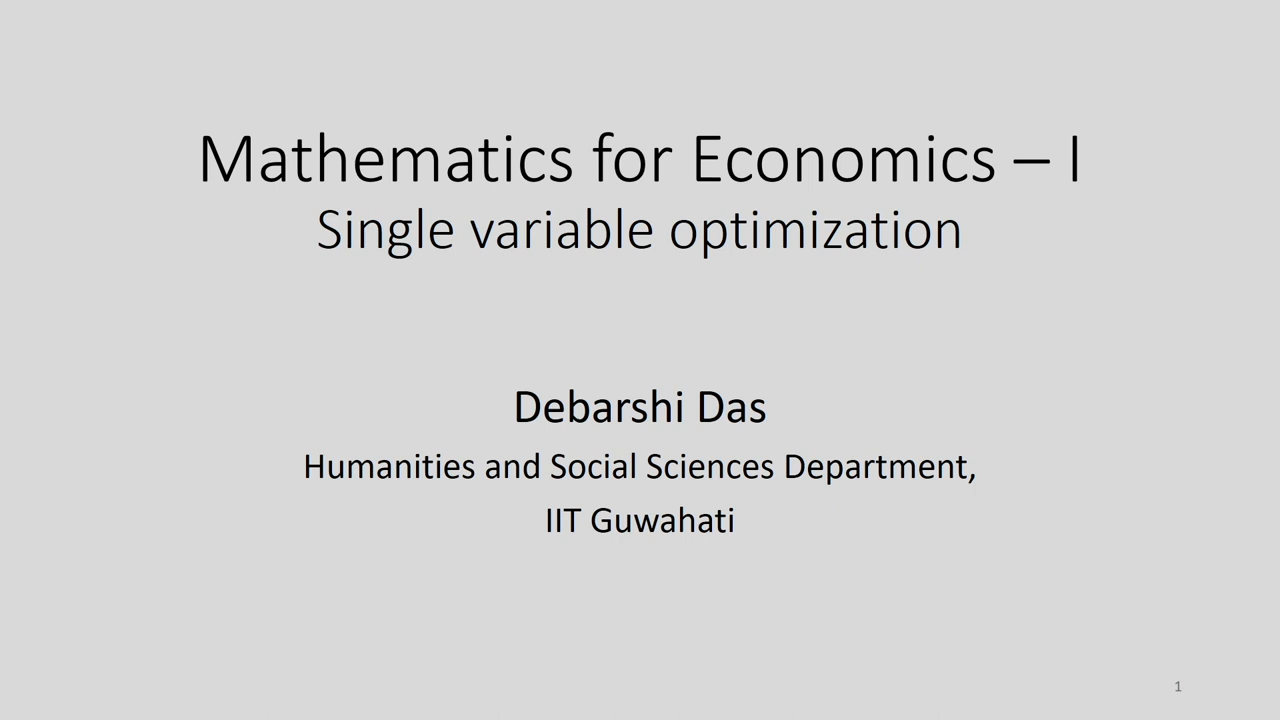 Mathematics for Economics – I
Single variable optimization
Debarshi Das
Humanities and Social Sciences Department,
IIT Guwahati
1